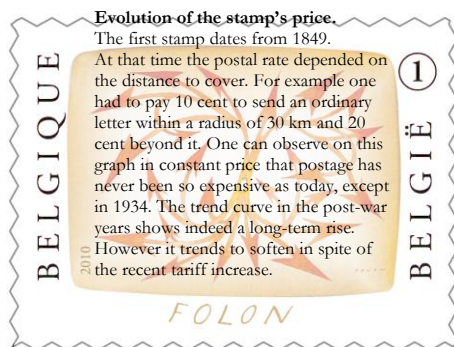 Evolution of the stamp's price.
The first stamp dates from 1849.
At that time the postal rate depended on
the distance to cover. For example one
had to pay 10 cent to send an ordinary
letter within a radius of 30 km and 20
cent beyond it. One can observe on this
graph in constant price that postage has
never been so expensive as today, except
in 1934. The trend curve in the post-war
years shows indeed a long-term rise.
However it trends to soften in spite of
the recent tariff increase.
BELGIQUE
1
BELGIË
2010
FOLON
FOLON